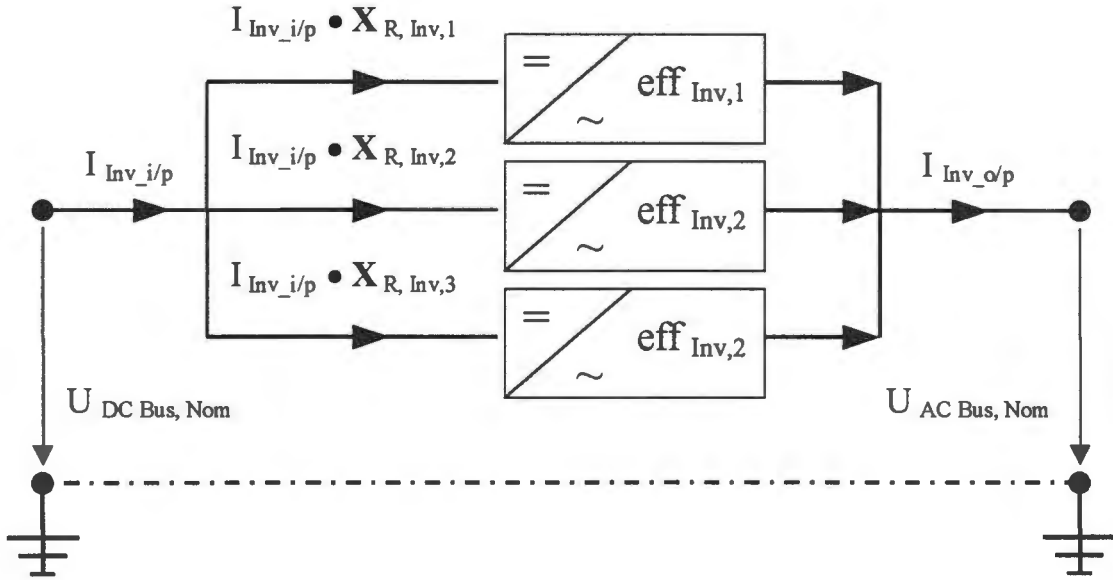 I Inv_i/p • X R, Inv,1
= ~ eff Inv,1
I Inv_i/p • X R, Inv,2
I Inv_i/p
= ~ eff Inv,2
I Inv_o/p
I Inv_i/p • X R, Inv,3
= ~ eff Inv,2
U DC Bus, Nom
U AC Bus, Nom